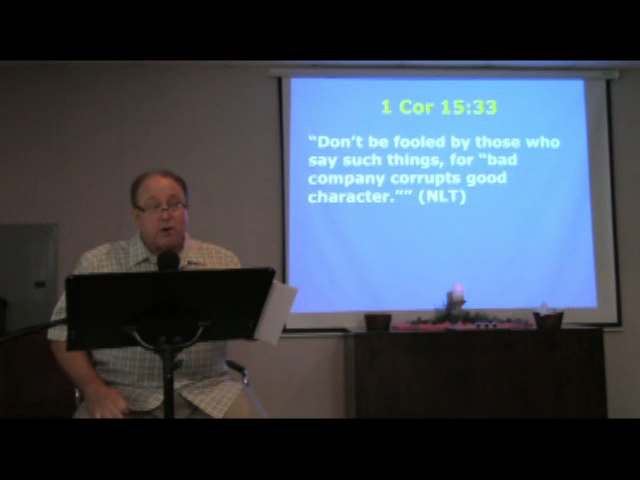 1 Cor 15:33
“Don’t be fooled by those who
say such things, for “bad
company corrupts good
character.”” (NLT)